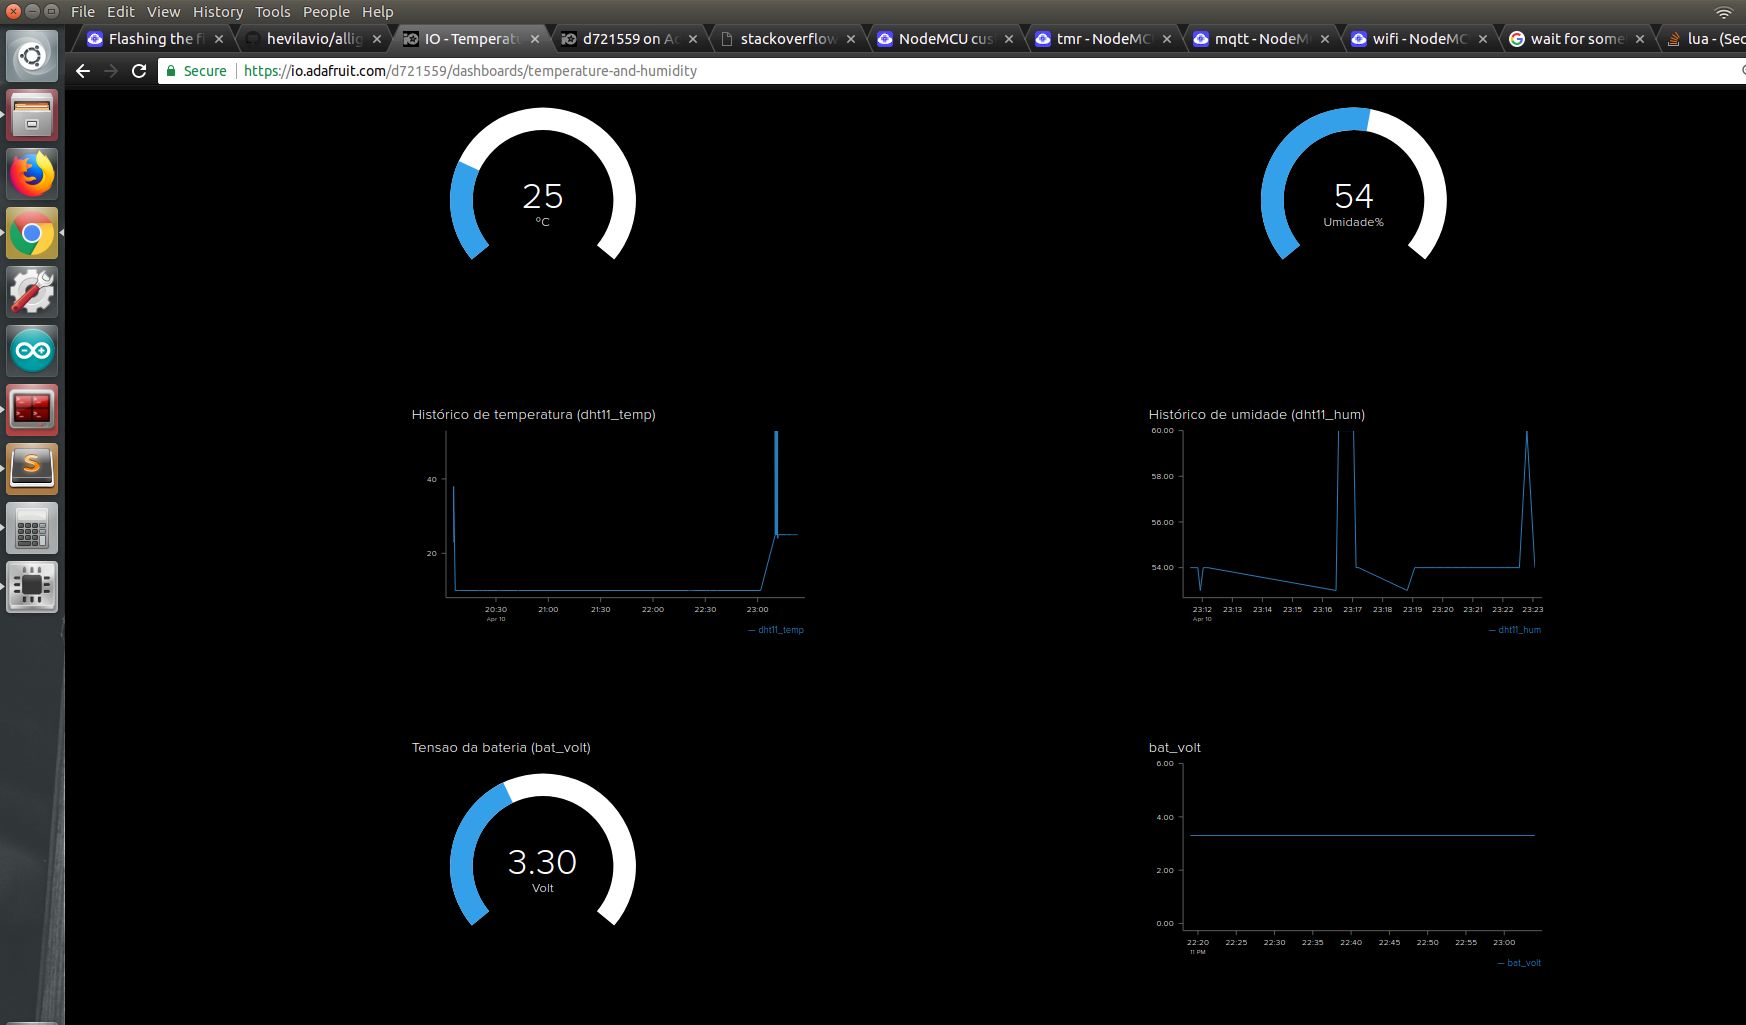 File Edit View History Tools People Help
Flashing the fi hevilavio/allig IO - Temperatu d721559 on Ad stackoverflow NodeMCU cus tmr - NodeMC mqtt - NodeM wifi - NodeMC wait for some lua - (Sec
Secure https://io.adafruit.com/d721559/dashboards/temperature-and-humidity
25
ºC
54
Umidade%
Histórico de temperatura (dht11_temp)
40
20
20:30 21:00 21:30 22:00 22:30 23:00
Apr 10
dht11_temp
Histórico de umidade (dht11_hum)
60.00
58.00
56.00
54.00
23:12 23:13 23:14 23:15 23:16 23:17 23:18 23:19 23:20 23:21 23:22 23:23
Apr 10
dht11_hum
Tensao da bateria (bat_volt)
3.30
Volt
bat_volt
6.00
4.00
2.00
0.00
22:20 22:25 22:30 22:35 22:40 22:45 22:50 22:55 23:00
11 PM
bat_volt